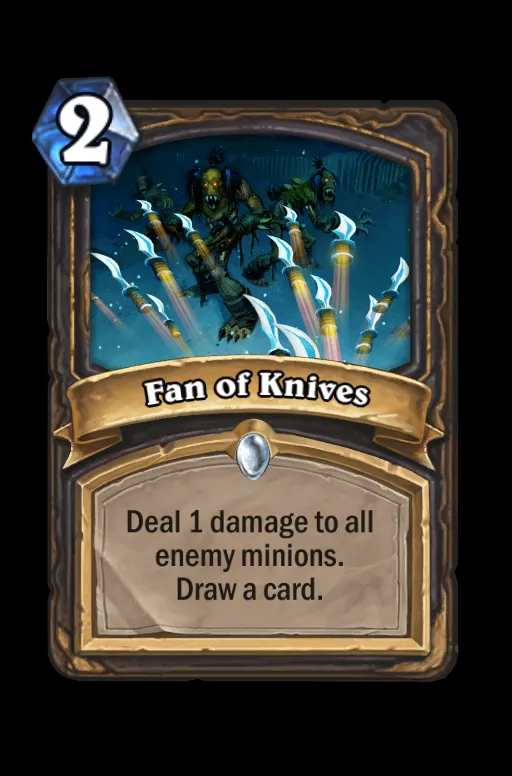 2
Fan of Knives
Deal 1 damage to all
enemy minions.
Draw a card.